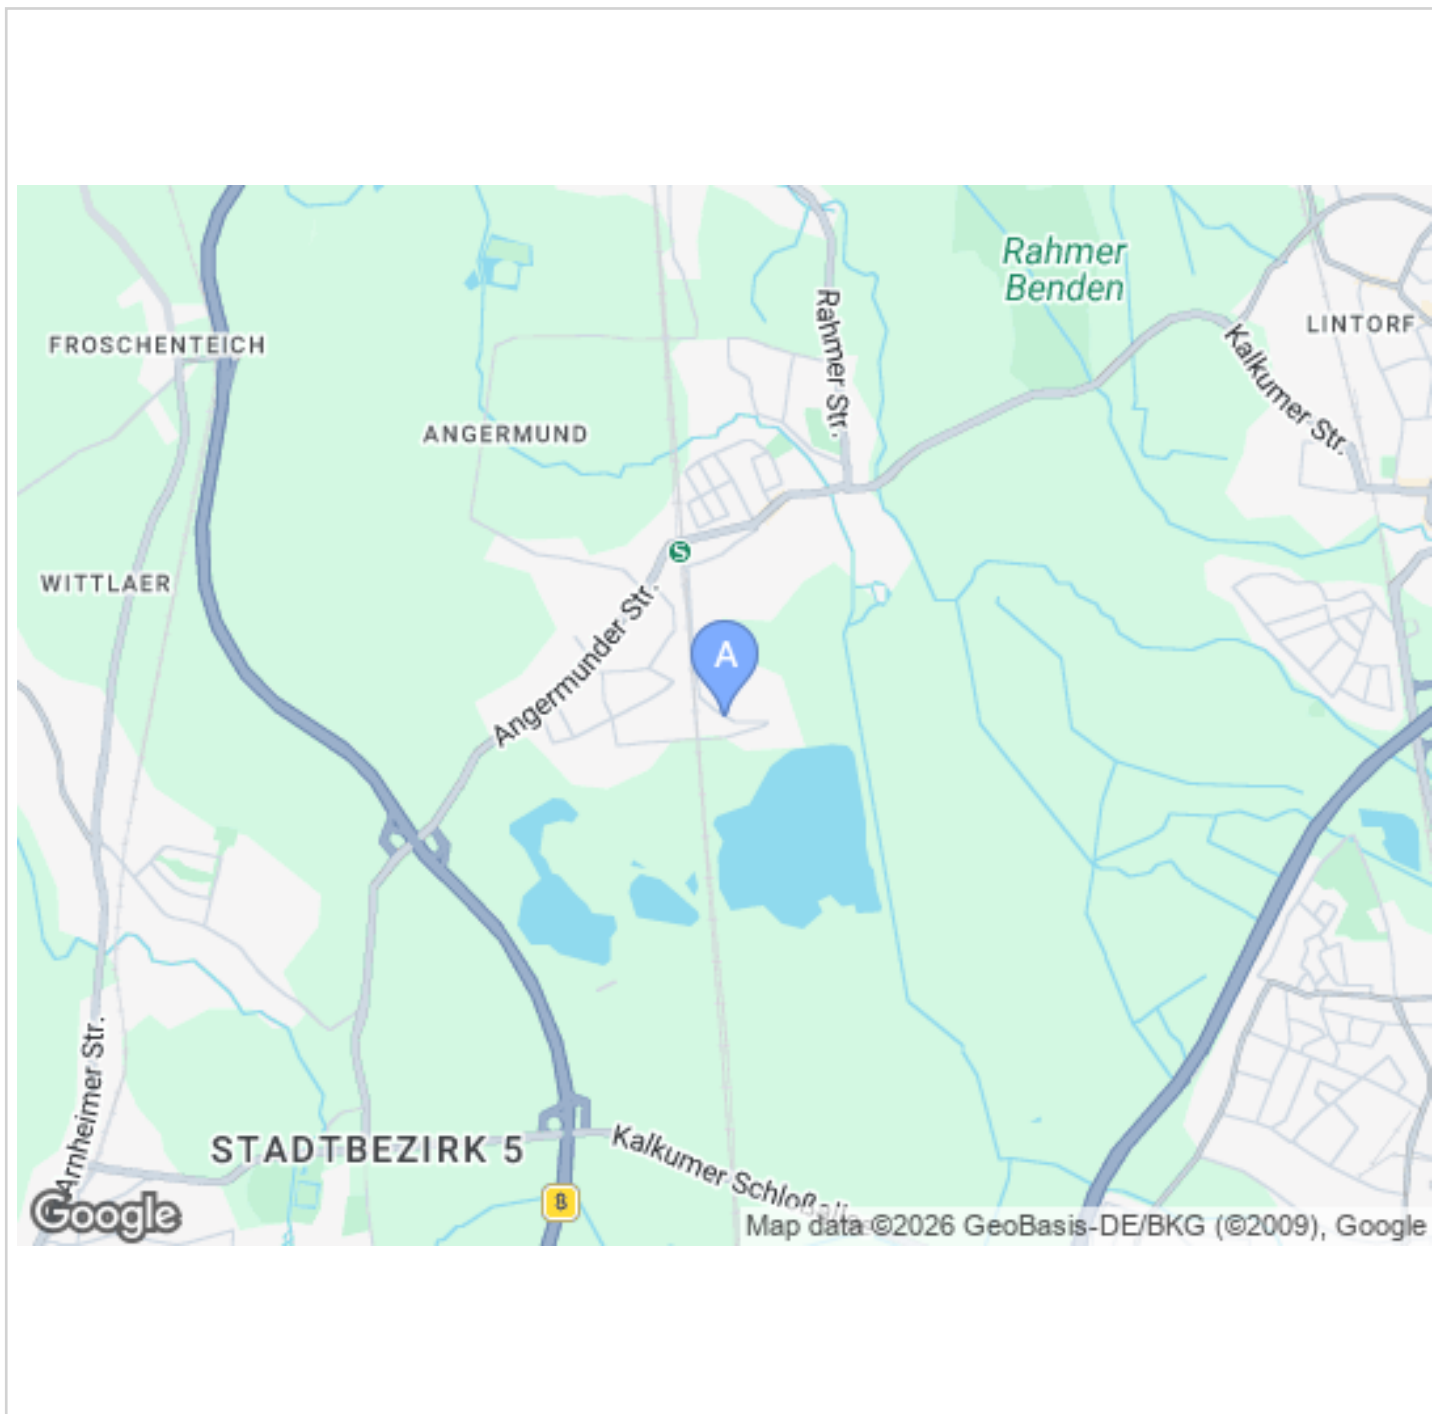 Rahmer
Benden
LINTORF
FROSCHENTEICH
Rahmer Str.
Kalkumer Str.
ANGERMUND
S
WITTLAER
Angermunder Str.
A
Arnheimer Str.
STADTBEZIRK 5
Kalkumer Schloßallee
8
Google
Map data ©2026 GeoBasis-DE/BKG (©2009), Google